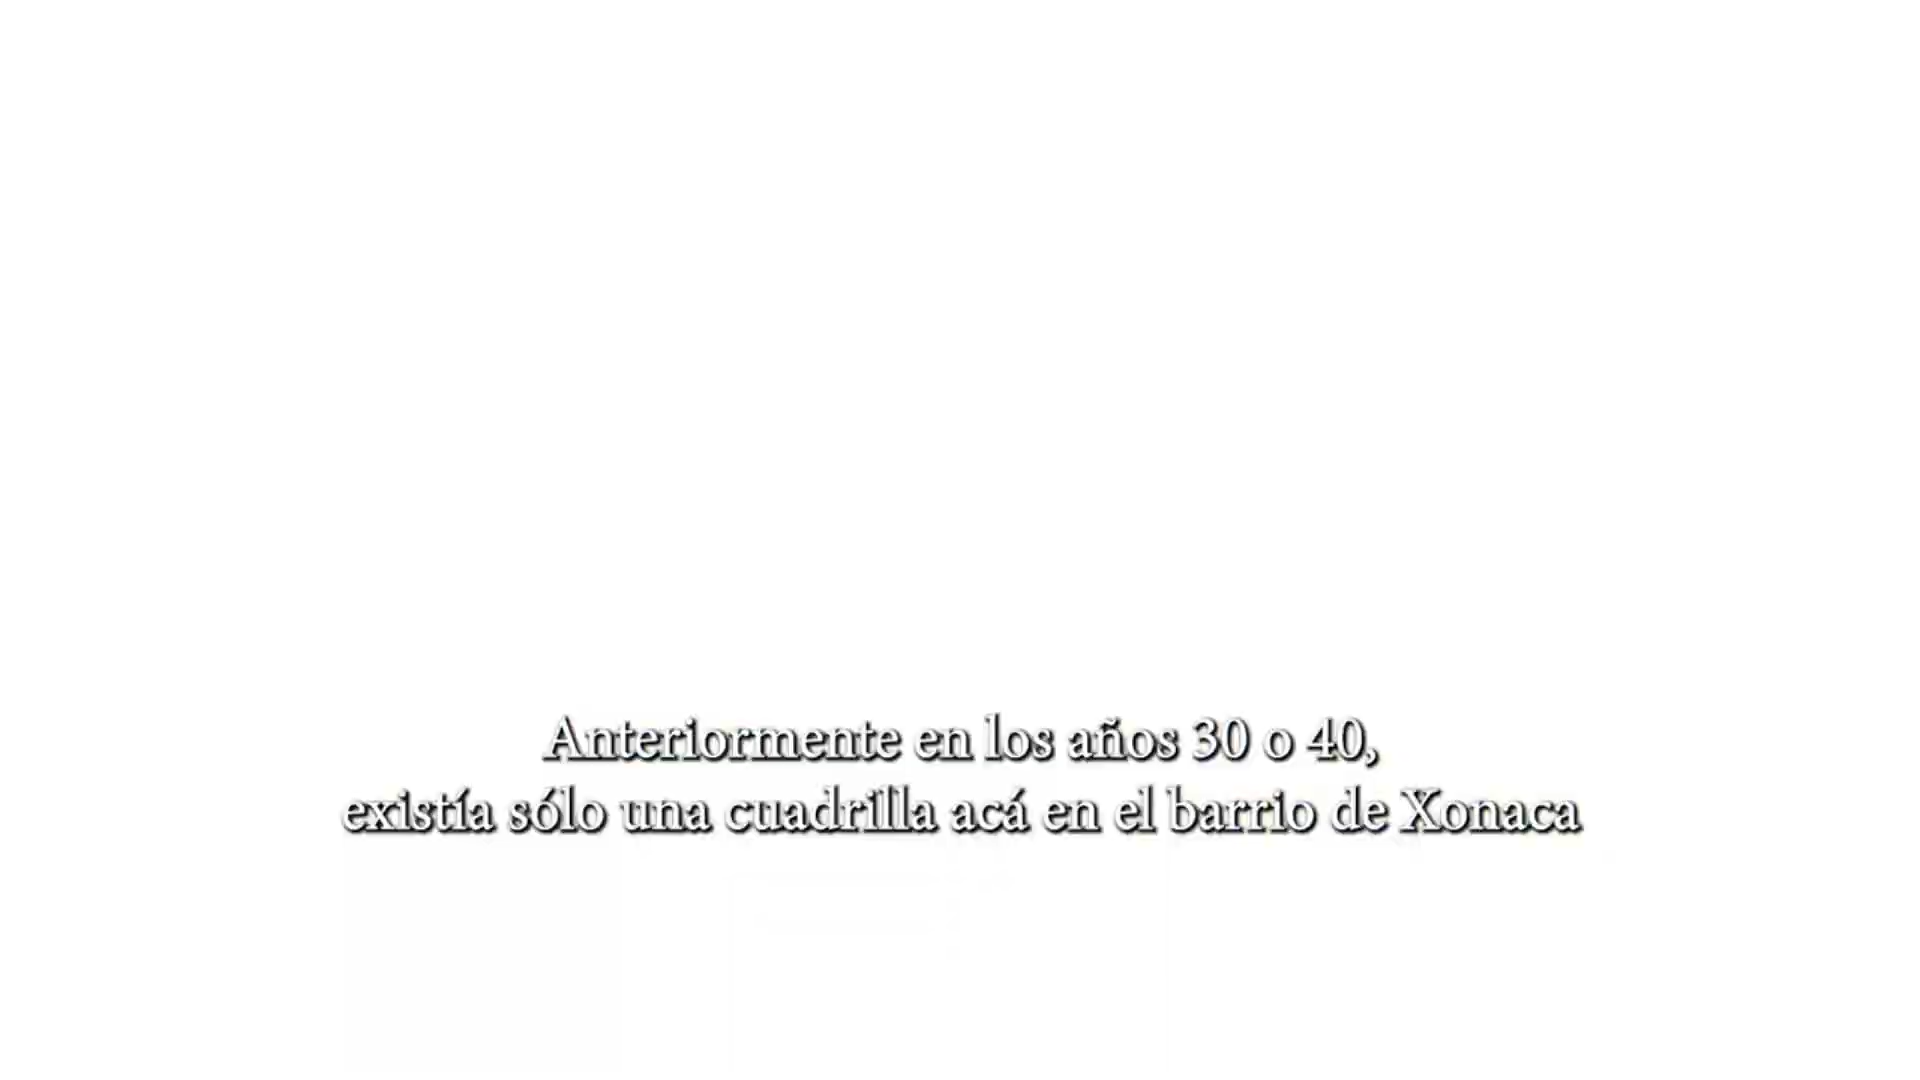 Anteriormente en los años 30 o 40,
existía sólo una cuadrilla acá en el barrio de Xonaca